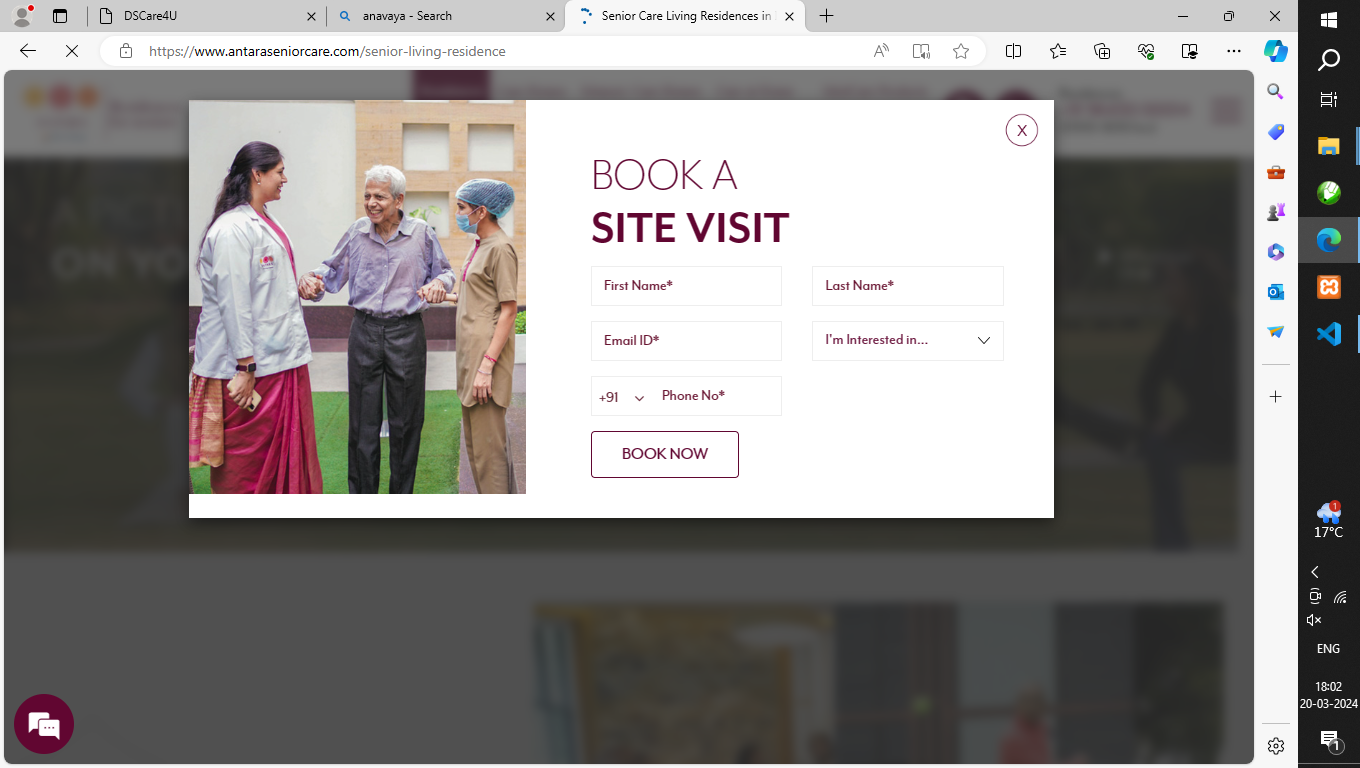 DSCare4U
anavaya - Search
Senior Care Living Residences in
https://www.antaraseniorcare.com/senior-living-residence
ON YO
X
BOOK A
SITE VISIT
First Name*
Last Name*
Email ID*
I'm Interested in...
+91
Phone No*
BOOK NOW
1
17°C
ENG
18:02
20-03-2024
1